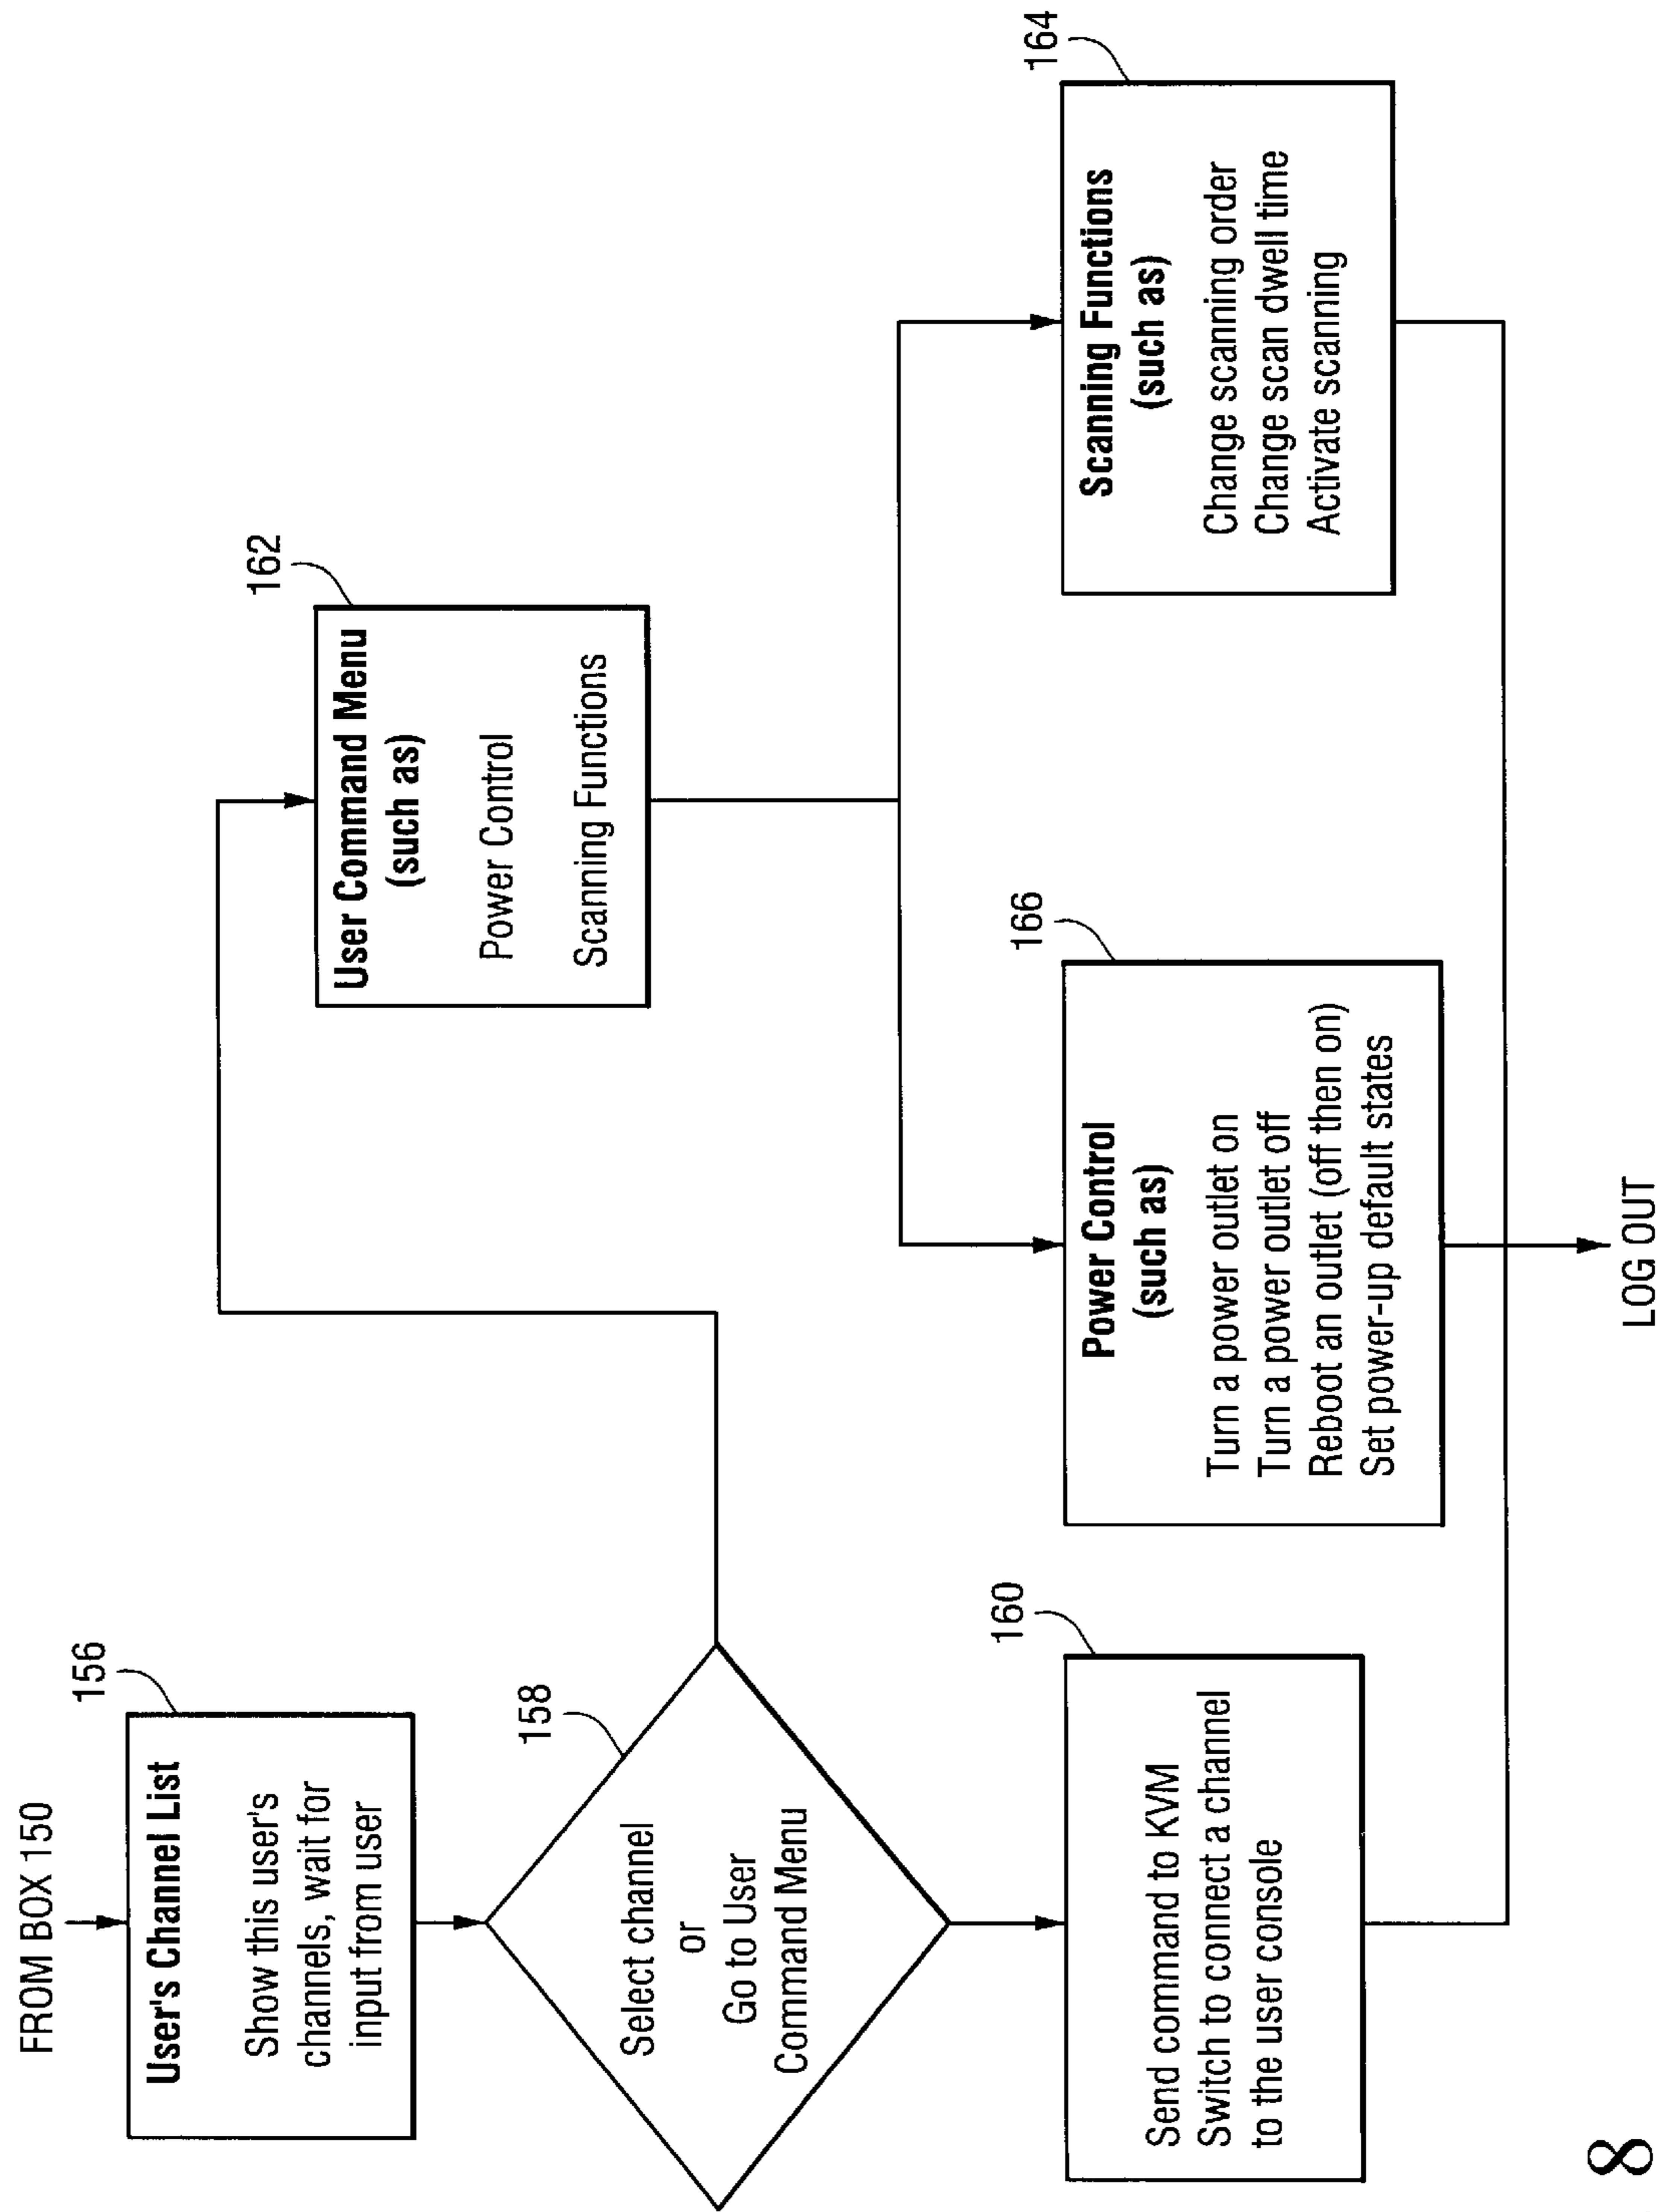 FROM BOX 150
156
User's Channel List
Show this user's
channels, wait for
input from user
158
Select channel
or
Go to User
Command Menu
160
Send command to KVM
Switch to connect a channel
to the user console
162
User Command Menu
(such as)
Power Control
Scanning Functions
166
Power Control
(such as)
Turn a power outlet on
Turn a power outlet off
Reboot an outlet (off then on)
Set power-up default states
164
Scanning Functions
(such as)
Change scanning order
Change scan dwell time
Activate scanning
LOG OUT
8